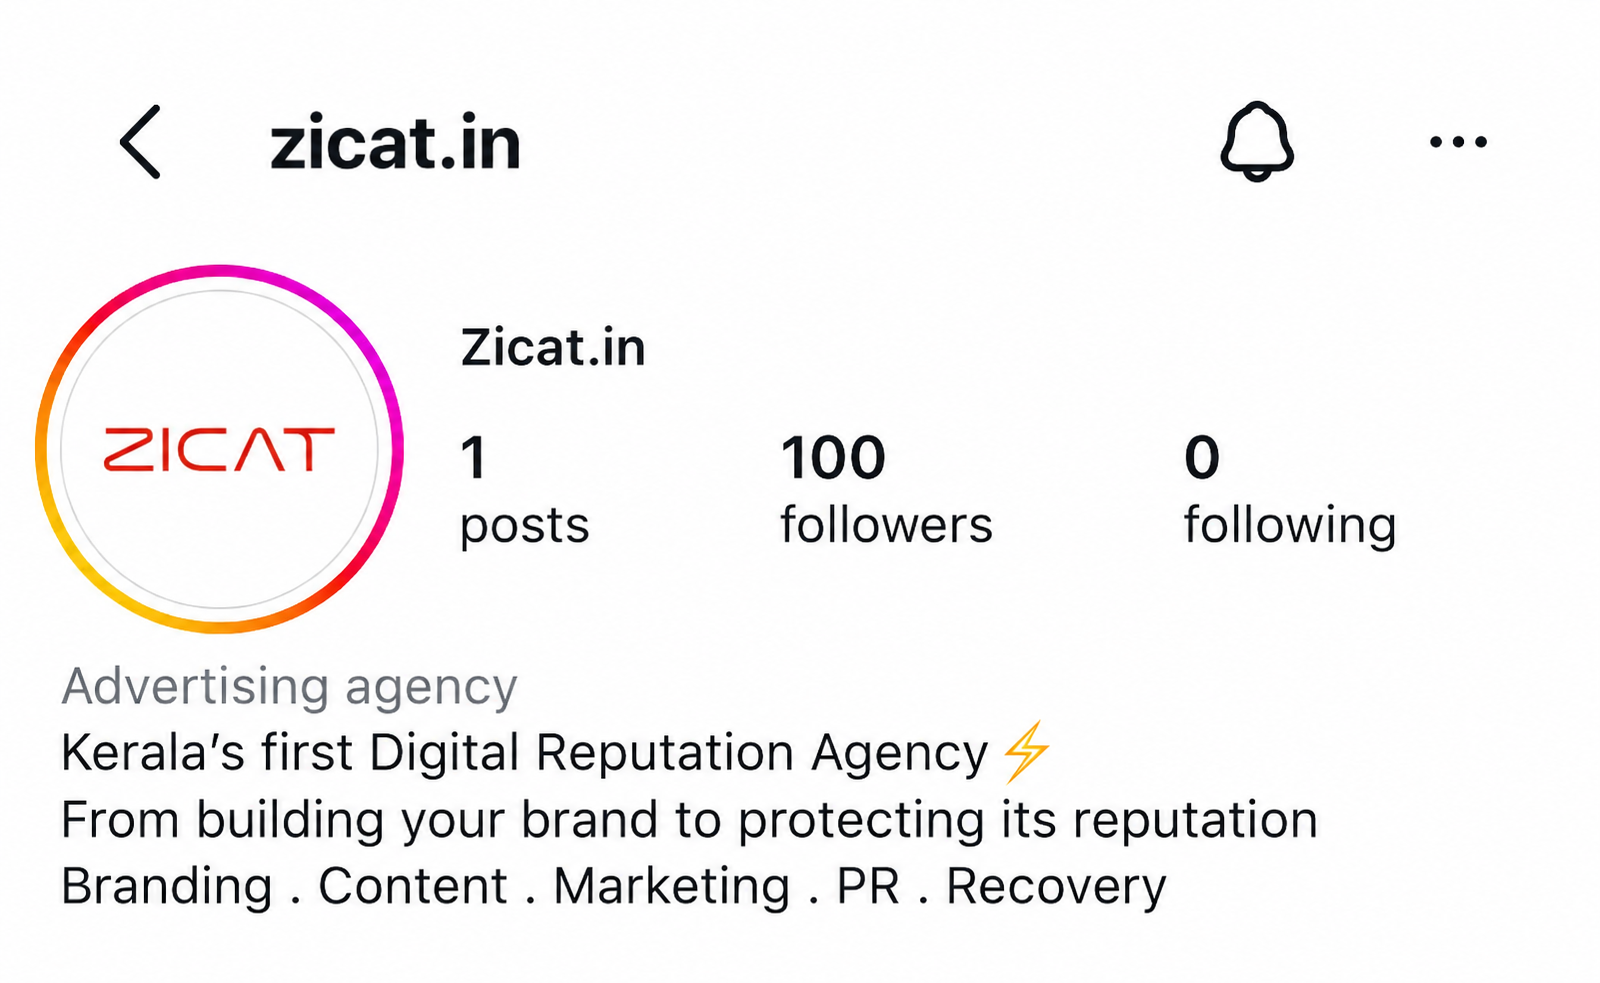 zicat.in
ZICAT
Zicat.in
1 100 0
posts followers following
Advertising agency
Kerala’s first Digital Reputation Agency⚡
From building your brand to protecting its reputation
Branding . Content . Marketing . PR . Recovery